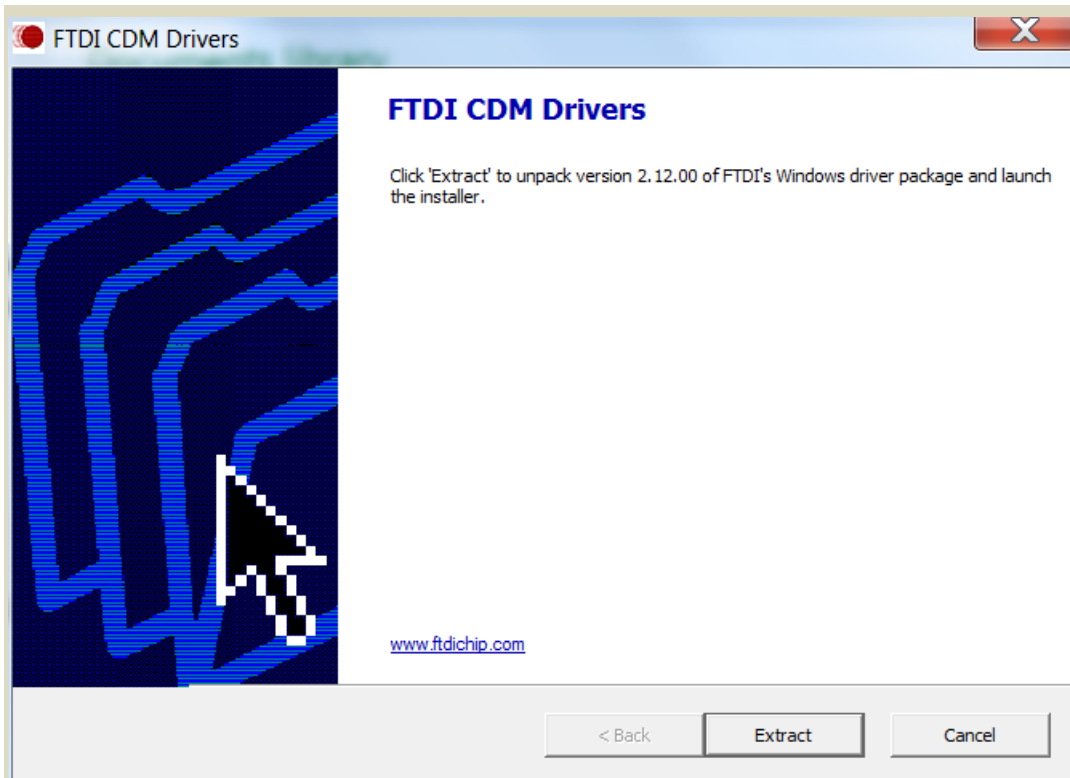 FTDI CDM Drivers
FTDI CDM Drivers
Click 'Extract' to unpack version 2.12.00 of FTDI's Windows driver package and launch
the installer.
www.ftdichip.com
< Back
Extract
Cancel